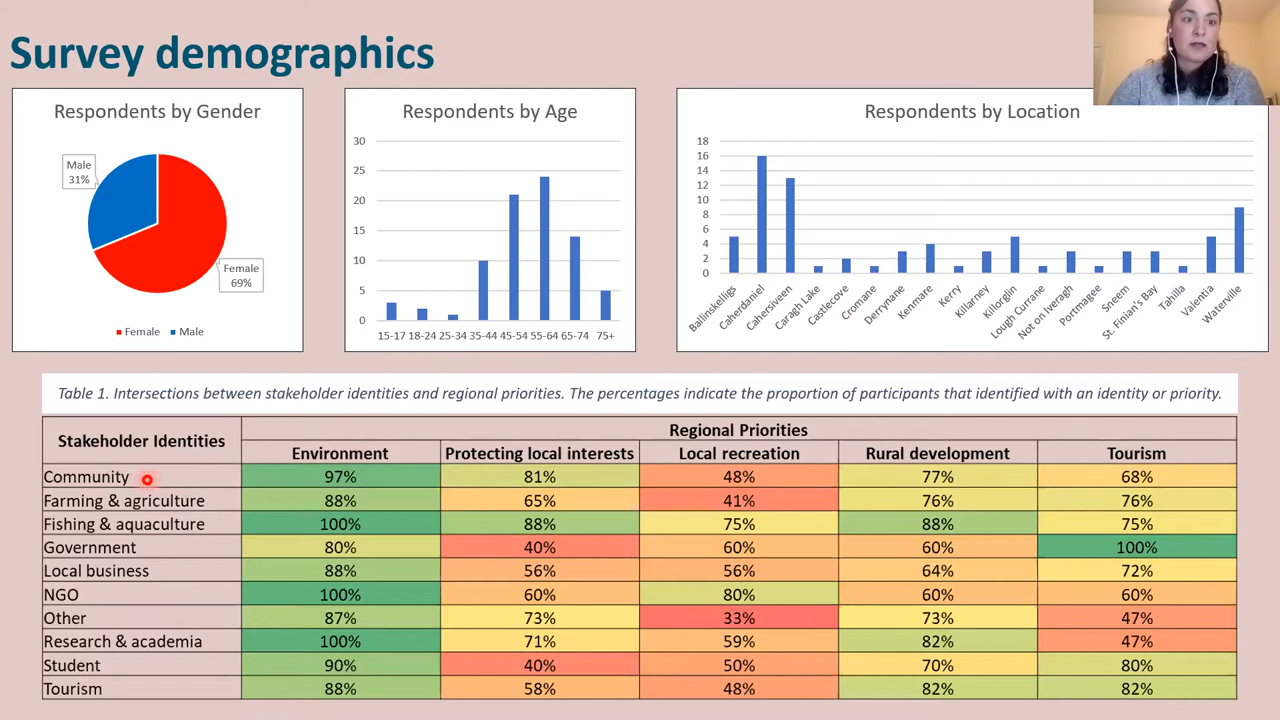 Survey demographics
Respondents by Gender
Male
31%
Female
69%
Female Male
Respondents by Age
30
25
20
15
10
5
0
15-17 18-24 25-34 35-44 45-54 55-64 65-74 75+
Respondents by Location
18
16
14
12
10
8
6
4
2
0
Ballinskelligs
Caherdaniel
Cahersiveen
Caragh Lake
Castlecove
Cromane
Derrynane
Kenmare
Kerry
Killarney
Killorglin
Lough Currane
Not on Iveragh
Portmagee
Sneem
St. Finian's Bay
Tahilla
Valentia
Waterville
Table 1. Intersections between stakeholder identities and regional priorities. The percentages indicate the proportion of participants that identified with an identity or priority.
Stakeholder Identities Regional Priorities
Environment Protecting local interests Local recreation Rural development Tourism
Community 97% 81% 48% 77% 68%
Farming & agriculture 88% 65% 41% 76% 76%
Fishing & aquaculture 100% 88% 75% 88% 75%
Government 80% 40% 60% 60% 100%
Local business 88% 56% 56% 64% 72%
NGO 100% 60% 80% 60% 60%
Other 87% 73% 33% 73% 47%
Research & academia 100% 71% 59% 82% 47%
Student 90% 40% 50% 70% 80%
Tourism 88% 58% 48% 82% 82%